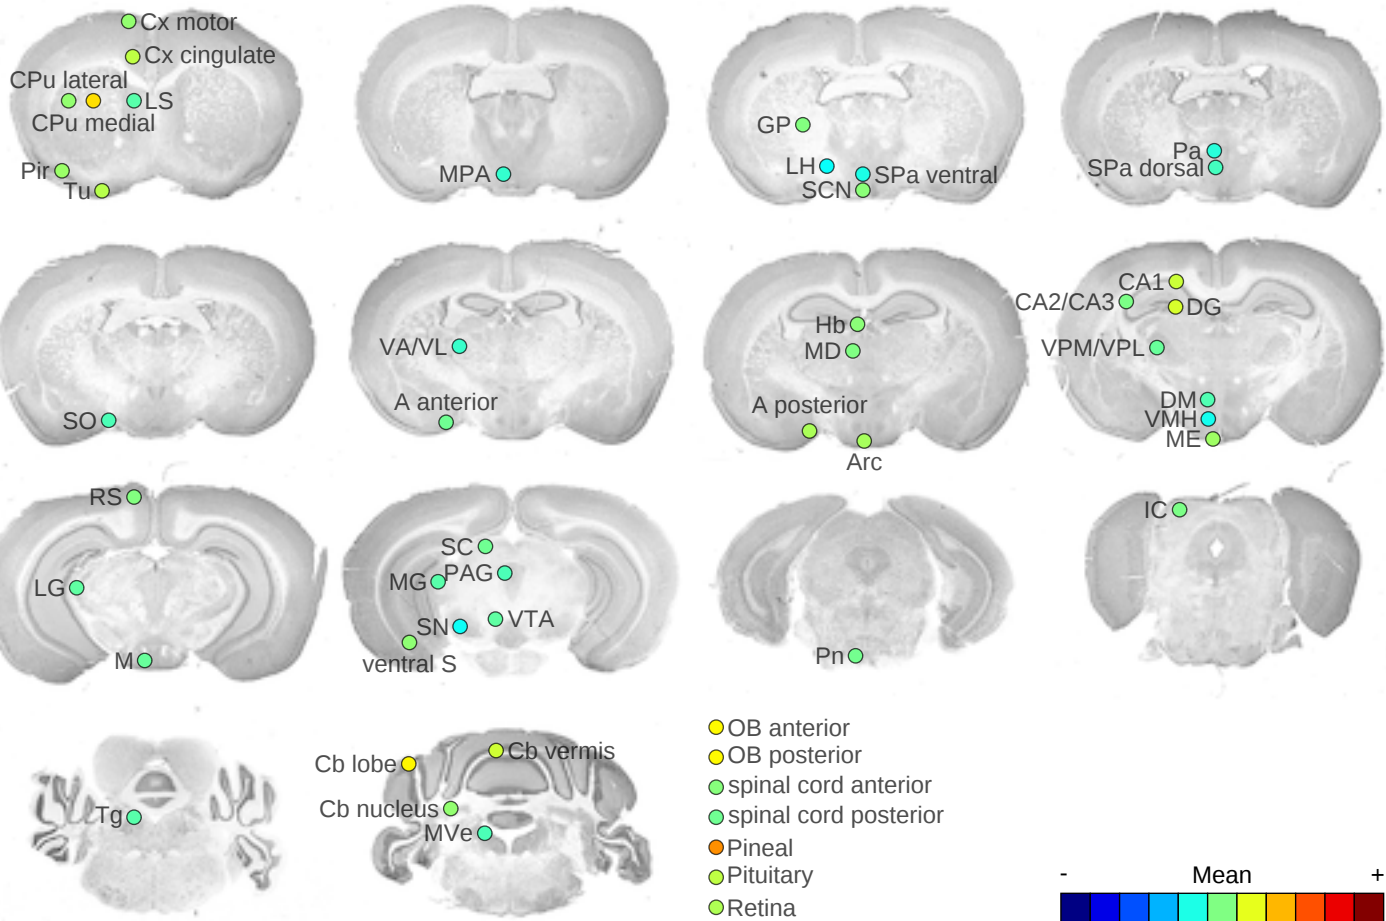 Cx motor
Cx cingulate
CPu lateral
LS
CPu medial
Pir
Tu
MPA
GP
LH
SPa ventral
SCN
Pa
SPa dorsal
SO
VA/VL
A anterior
Hb
MD
A posterior
Arc
CA1
CA2/CA3
DG
VPM/VPL
DM
VMH
ME
RS
LG
M
SC
MG
PAG
SN
VTA
ventral S
Pn
IC
Tg
Cb lobe
Cb vermis
Cb nucleus
MVe
OB anterior
OB posterior
spinal cord anterior
spinal cord posterior
Pineal
Pituitary
Retina
- Mean +